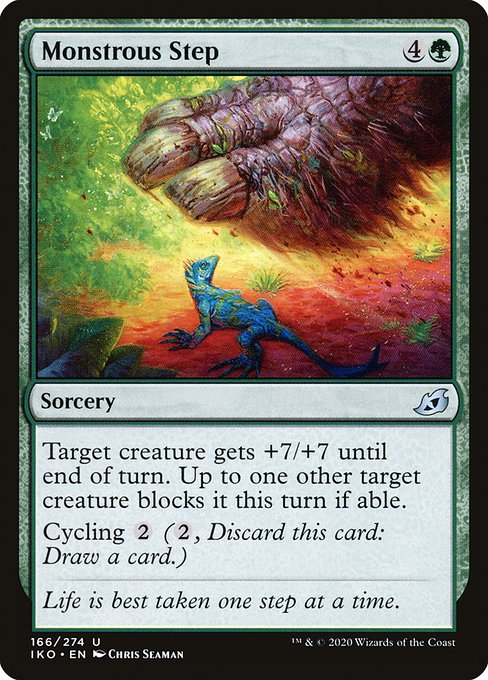 Monstrous Step 4
Sorcery
Target creature gets +7/+7 until
end of turn. Up to one other target
creature blocks it this turn if able.
Cycling 2 (2, Discard this card:
Draw a card.)
Life is best taken one step at a time.
166/274 U ™ & © 2020 Wizards of the Coast
IKO • EN Chris Seaman